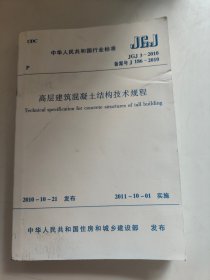 UDC
中华人民共和国行业标准
JGJ
P
JGJ 3-2010
备案号 J 186-2010
高层建筑混凝土结构技术规程
Technical specification for concrete structures of tall building
2010-10-21 发布
2011-10-01 实施
中华人民共和国住房和城乡建设部 发布